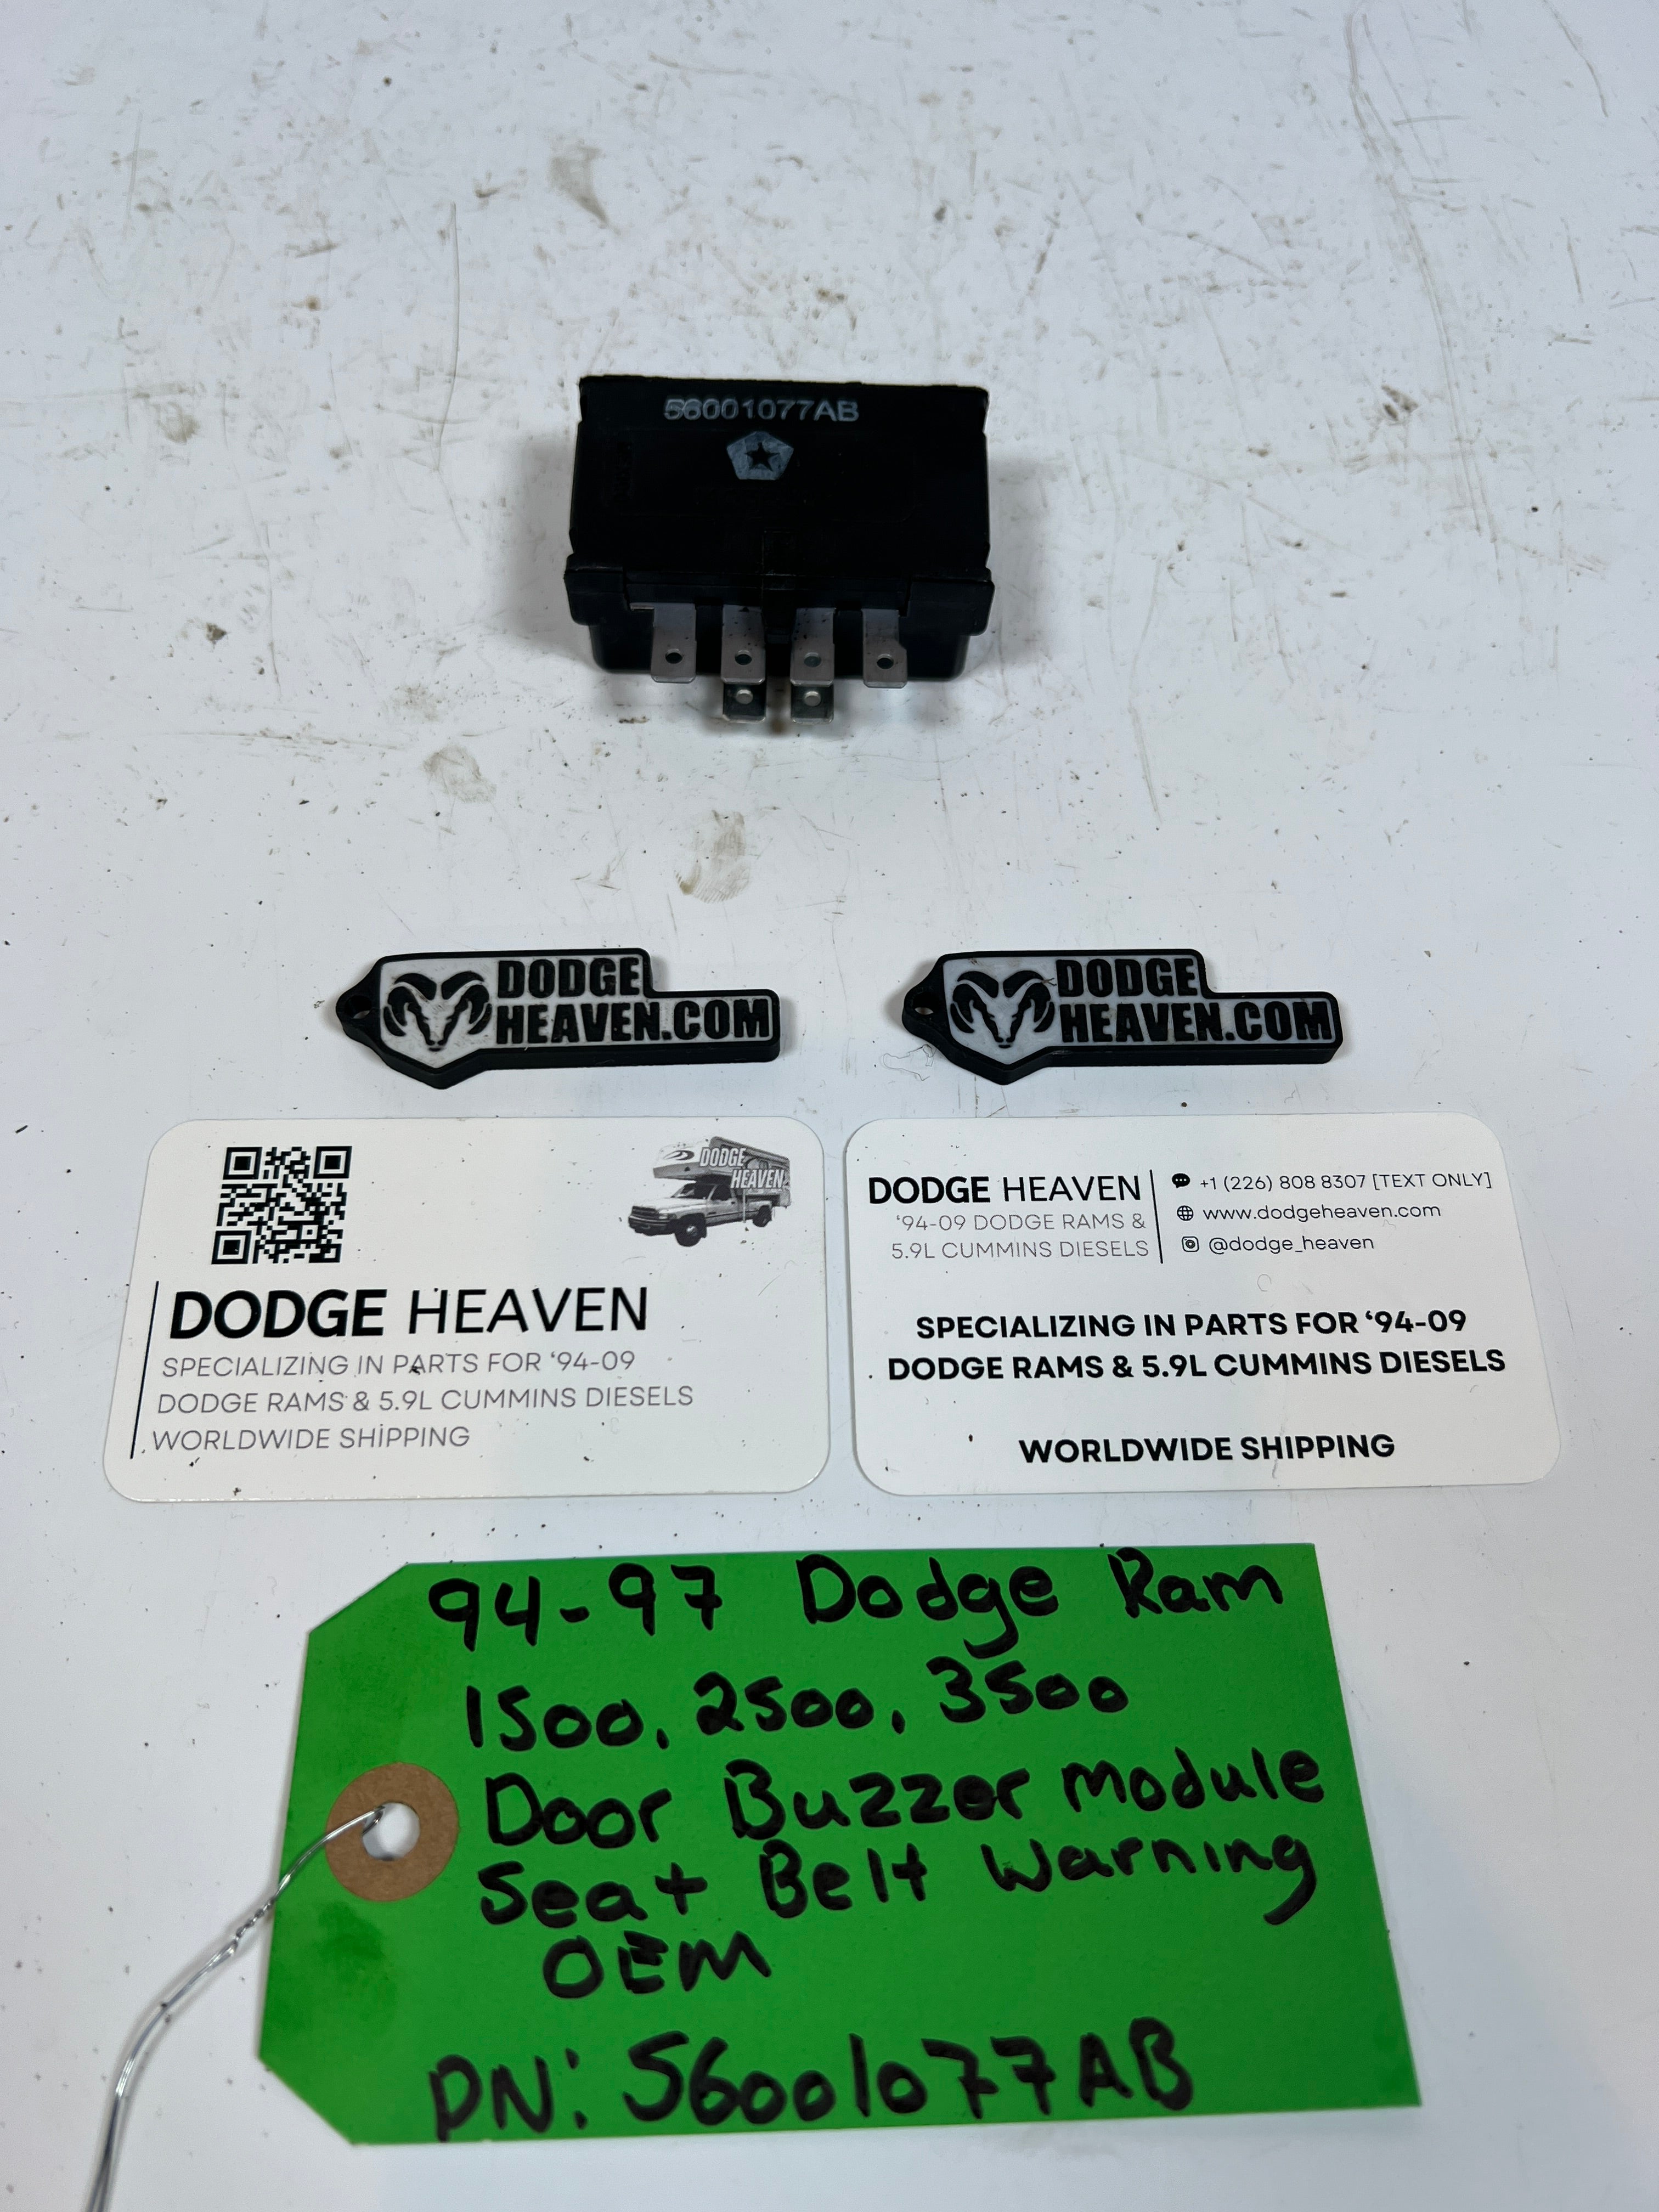 56001077AB
DODGE
HEAVEN.COM
DODGE
HEAVEN.COM
DODGE
HEAVEN
DODGE HEAVEN
SPECIALIZING IN PARTS FOR ‘94-09
DODGE RAMS & 5.9L CUMMINS DIESELS
WORLDWIDE SHIPPING
DODGE HEAVEN
‘94-09 DODGE RAMS &
5.9L CUMMINS DIESELS
+1 (226) 808 8307 [TEXT ONLY]
www.dodgeheaven.com
@dodge_heaven
SPECIALIZING IN PARTS FOR ‘94-09
DODGE RAMS & 5.9L CUMMINS DIESELS
WORLDWIDE SHIPPING
94-97 Dodge Ram
1500, 2500, 3500
Door Buzzer Module
Seat Belt Warning
OEM
PN: 56001077AB